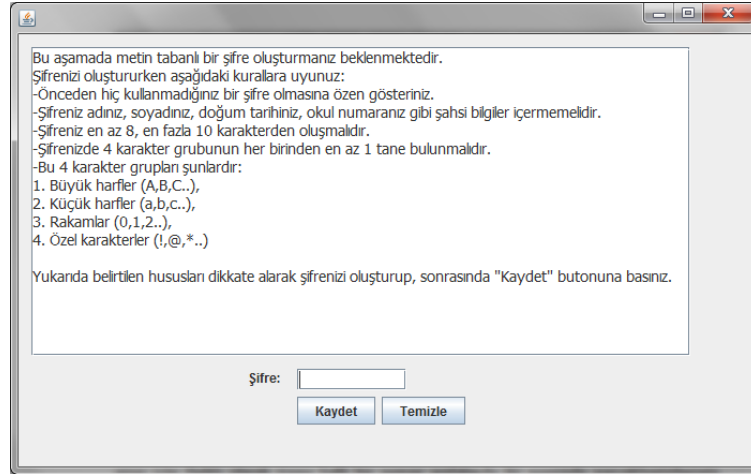 Bu aşamada metin tabanlı bir şifre oluşturmanız beklenmektedir.
Şifrenizi oluştururken aşağıdaki kurallara uyunuz:
-Önceden hiç kullanmadığınız bir şifre olmasına özen gösteriniz.
-Şifreniz adınız, soyadınız, doğum tarihiniz, okul numaranız gibi şahsi bilgiler içermemelidir.
-Şifreniz en az 8, en fazla 10 karakterden oluşmalıdır.
-Şifrenizde 4 karakter grubunun her birinden en az 1 tane bulunmalıdır.
-Bu 4 karakter grupları şunlardır:
1. Büyük harfler (A,B,C..),
2. Küçük harfler (a,b,c..),
3. Rakamlar (0,1,2..),
4. Özel karakterler (!,@,*..)
Yukarıda belirtilen hususları dikkate alarak şifrenizi oluşturup, sonrasında "Kaydet" butonuna basınız.
Şifre:
Kaydet Temizle